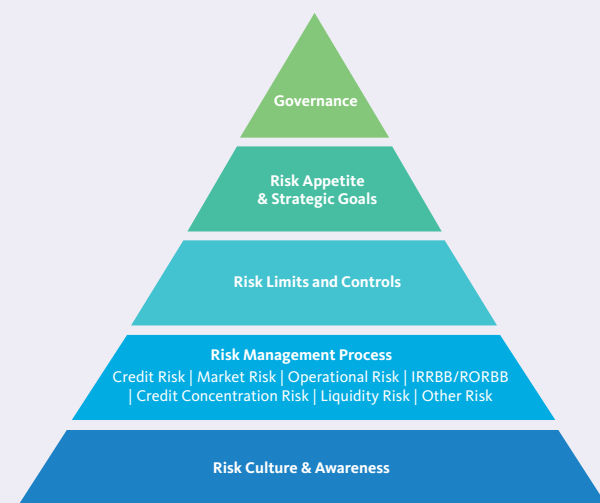 Governance
Risk Appetite
& Strategic Goals
Risk Limits and Controls
Risk Management Process
Credit Risk | Market Risk | Operational Risk | IRRBB/RORBB
| Credit Concentration Risk | Liquidity Risk | Other Risk
Risk Culture & Awareness